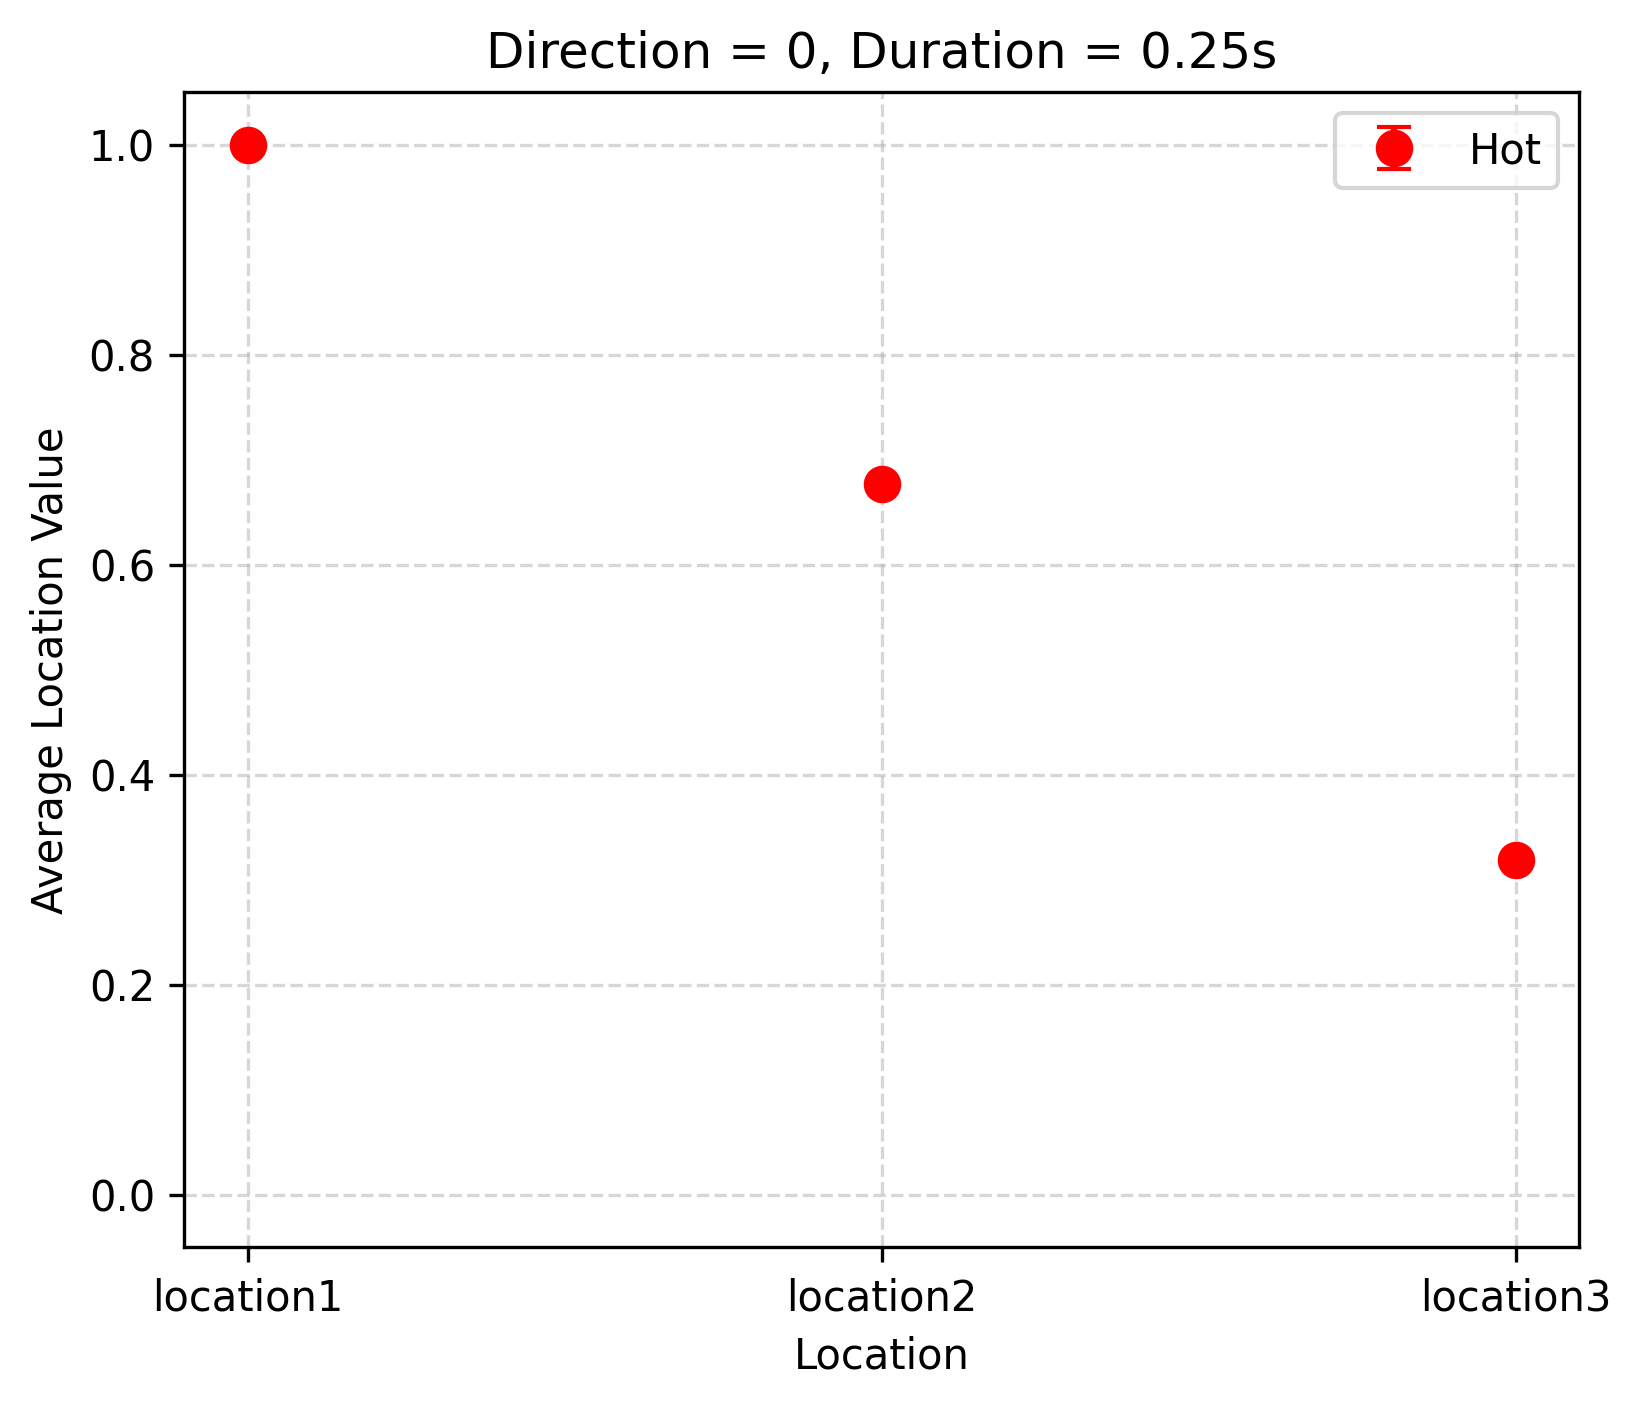 Direction = 0, Duration = 0.25s
Hot
1.0
0.8
0.6
0.4
0.2
0.0
Average Location Value
location1 location2 location3
Location